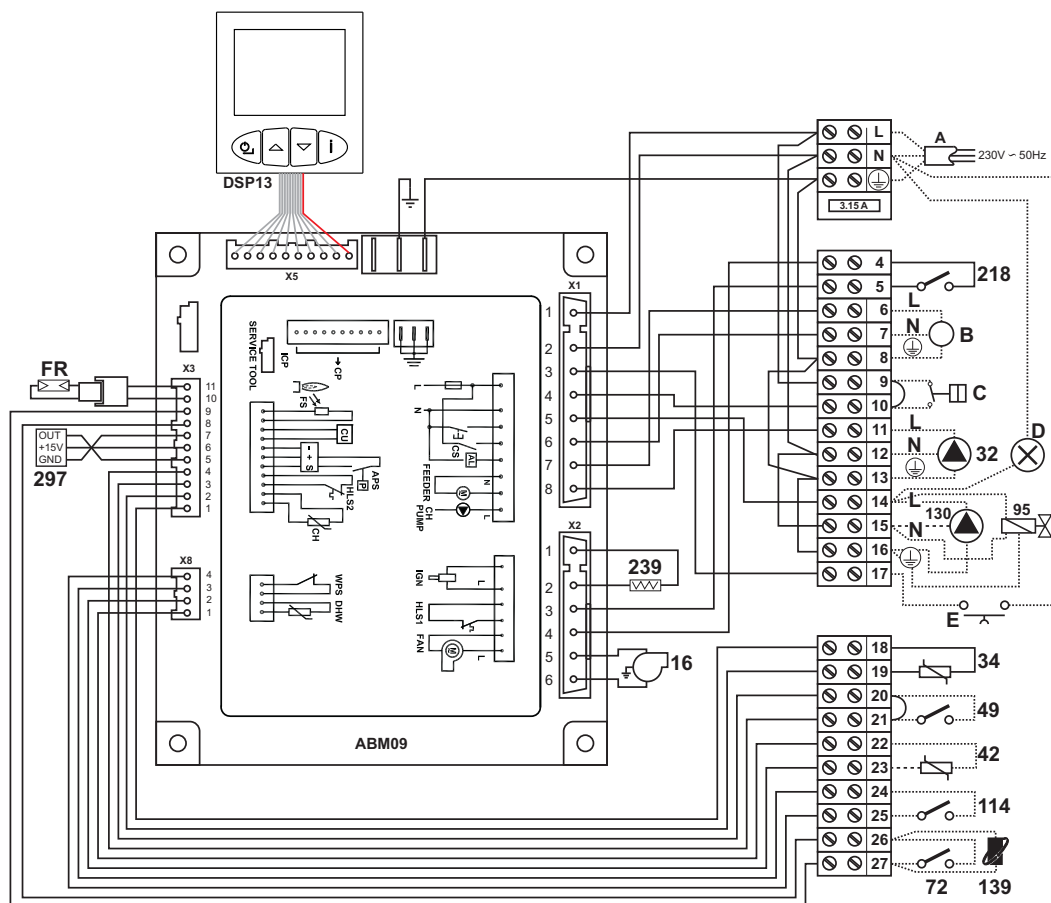 DSP13
X5
L
N
A
230V ~ 50Hz
3.15 A
X1
1
2
3
4
5
6
7
8
X2
1
2
3
4
5
6
X3
11
10
9
8
7
6
5
4
3
2
1
X8
4
3
2
1
FR
OUT
+15V
GND
297
SERVICE TOOL
ICP
CP
FS
CU
- + S
APS
P
HLS2
CH
WPS
DHW
L
N
CS
AL
N
M
FEEDER
CH
PUMP
L
IGN
L
HLS1
FAN
M
L
239
16
ABM09
4
5
218
6
L
7
N
8
B
9
10
C
11
L
12
N
13
32
D
14
L
15
N
130
95
16
17
E
18
19
34
20
21
49
22
23
42
24
25
114
26
27
72
139
i